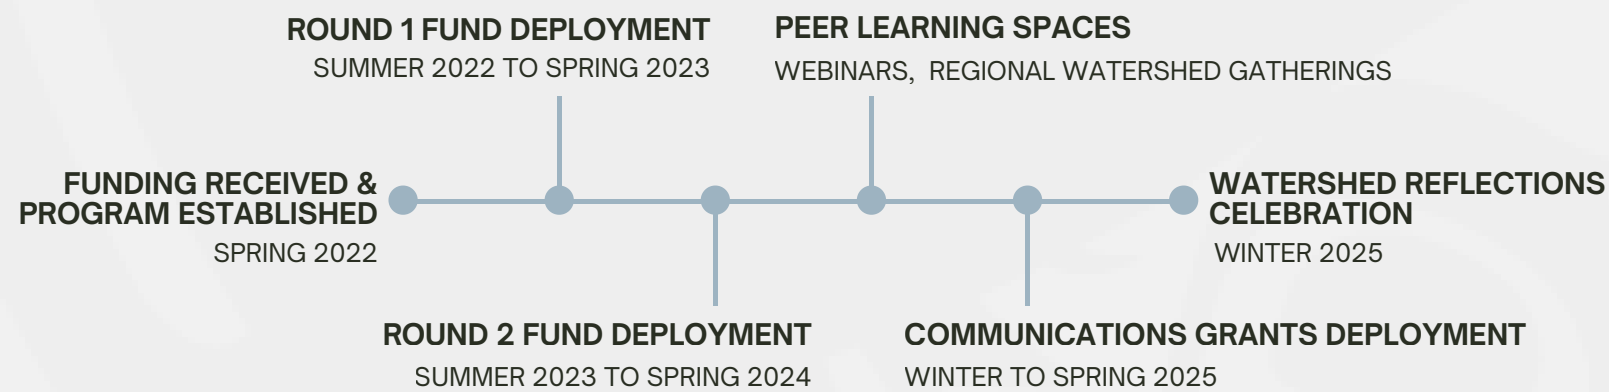 ROUND 1 FUND DEPLOYMENT
SUMMER 2022 TO SPRING 2023
PEER LEARNING SPACES
WEBINARS, REGIONAL WATERSHED GATHERINGS
FUNDING RECEIVED &
PROGRAM ESTABLISHED
SPRING 2022
WATERSHED REFLECTIONS
CELEBRATION
WINTER 2025
ROUND 2 FUND DEPLOYMENT
SUMMER 2023 TO SPRING 2024
COMMUNICATIONS GRANTS DEPLOYMENT
WINTER TO SPRING 2025